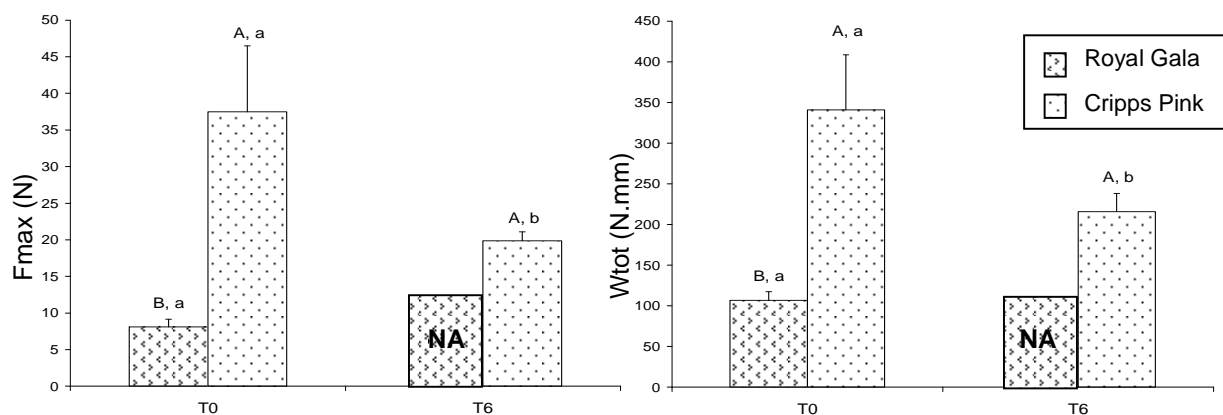 50
45
40
35
30
25
20
15
10
5
0
Fmax (N)
A, a
B, a
A, b
NA
T0
T6
450
400
350
300
250
200
150
100
50
0
Wtot (N.mm)
A, a
B, a
A, b
NA
T0
T6
Royal Gala
Cripps Pink